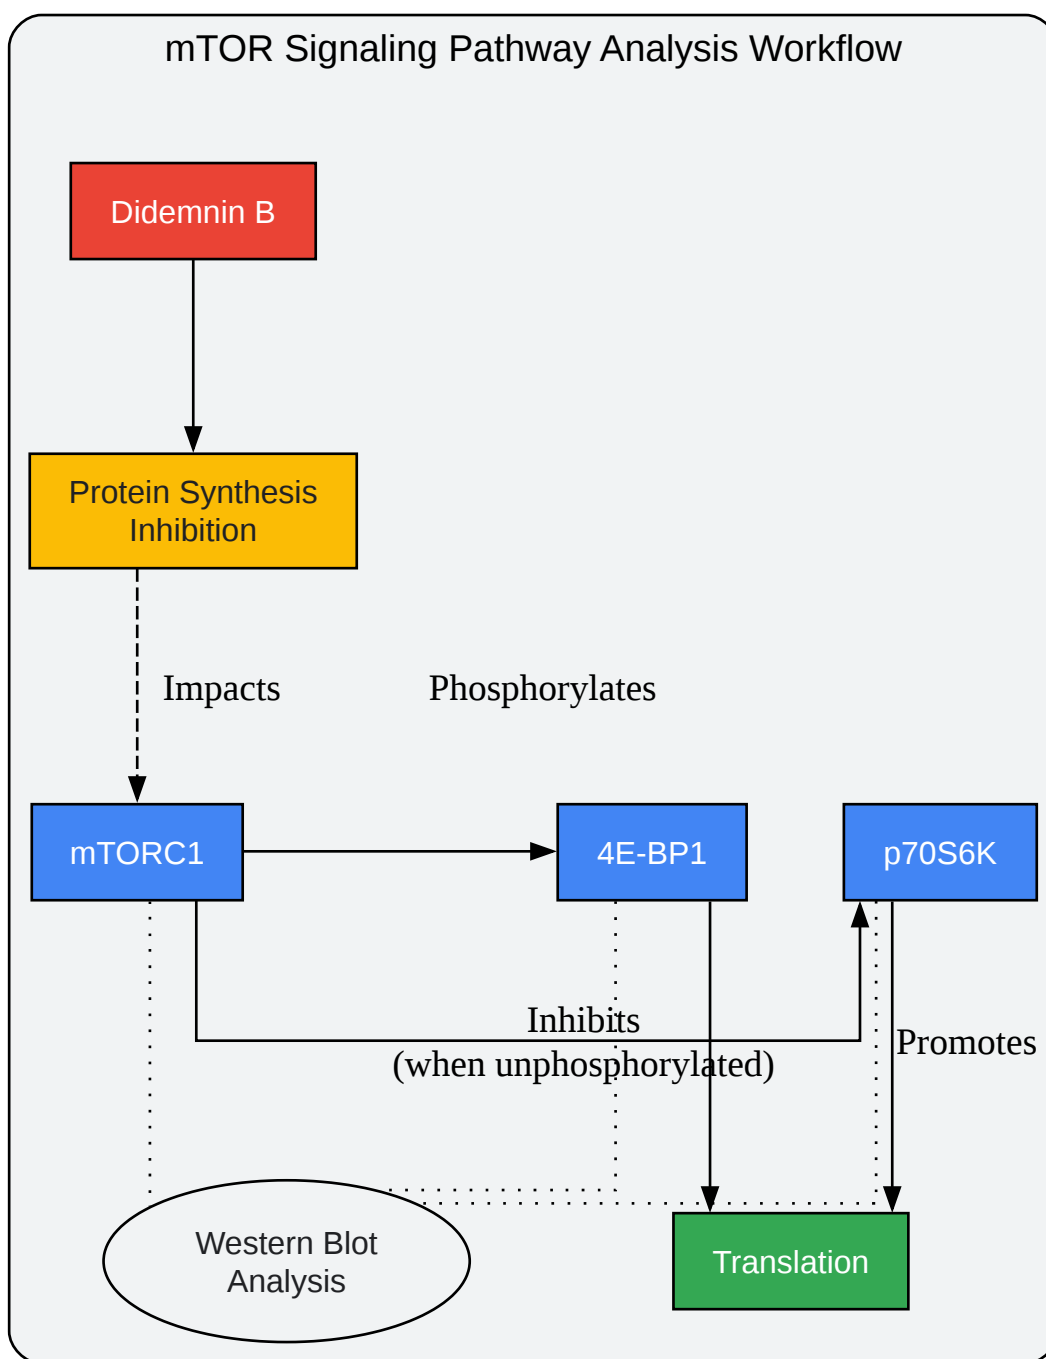 mTOR Signaling Pathway Analysis Workflow
Didemnin B
Protein Synthesis
Inhibition
Impacts
Phosphorylates
mTORC1
4E-BP1
p70S6K
Inhibits
(when unphosphorylated)
Promotes
Western Blot
Analysis
Translation